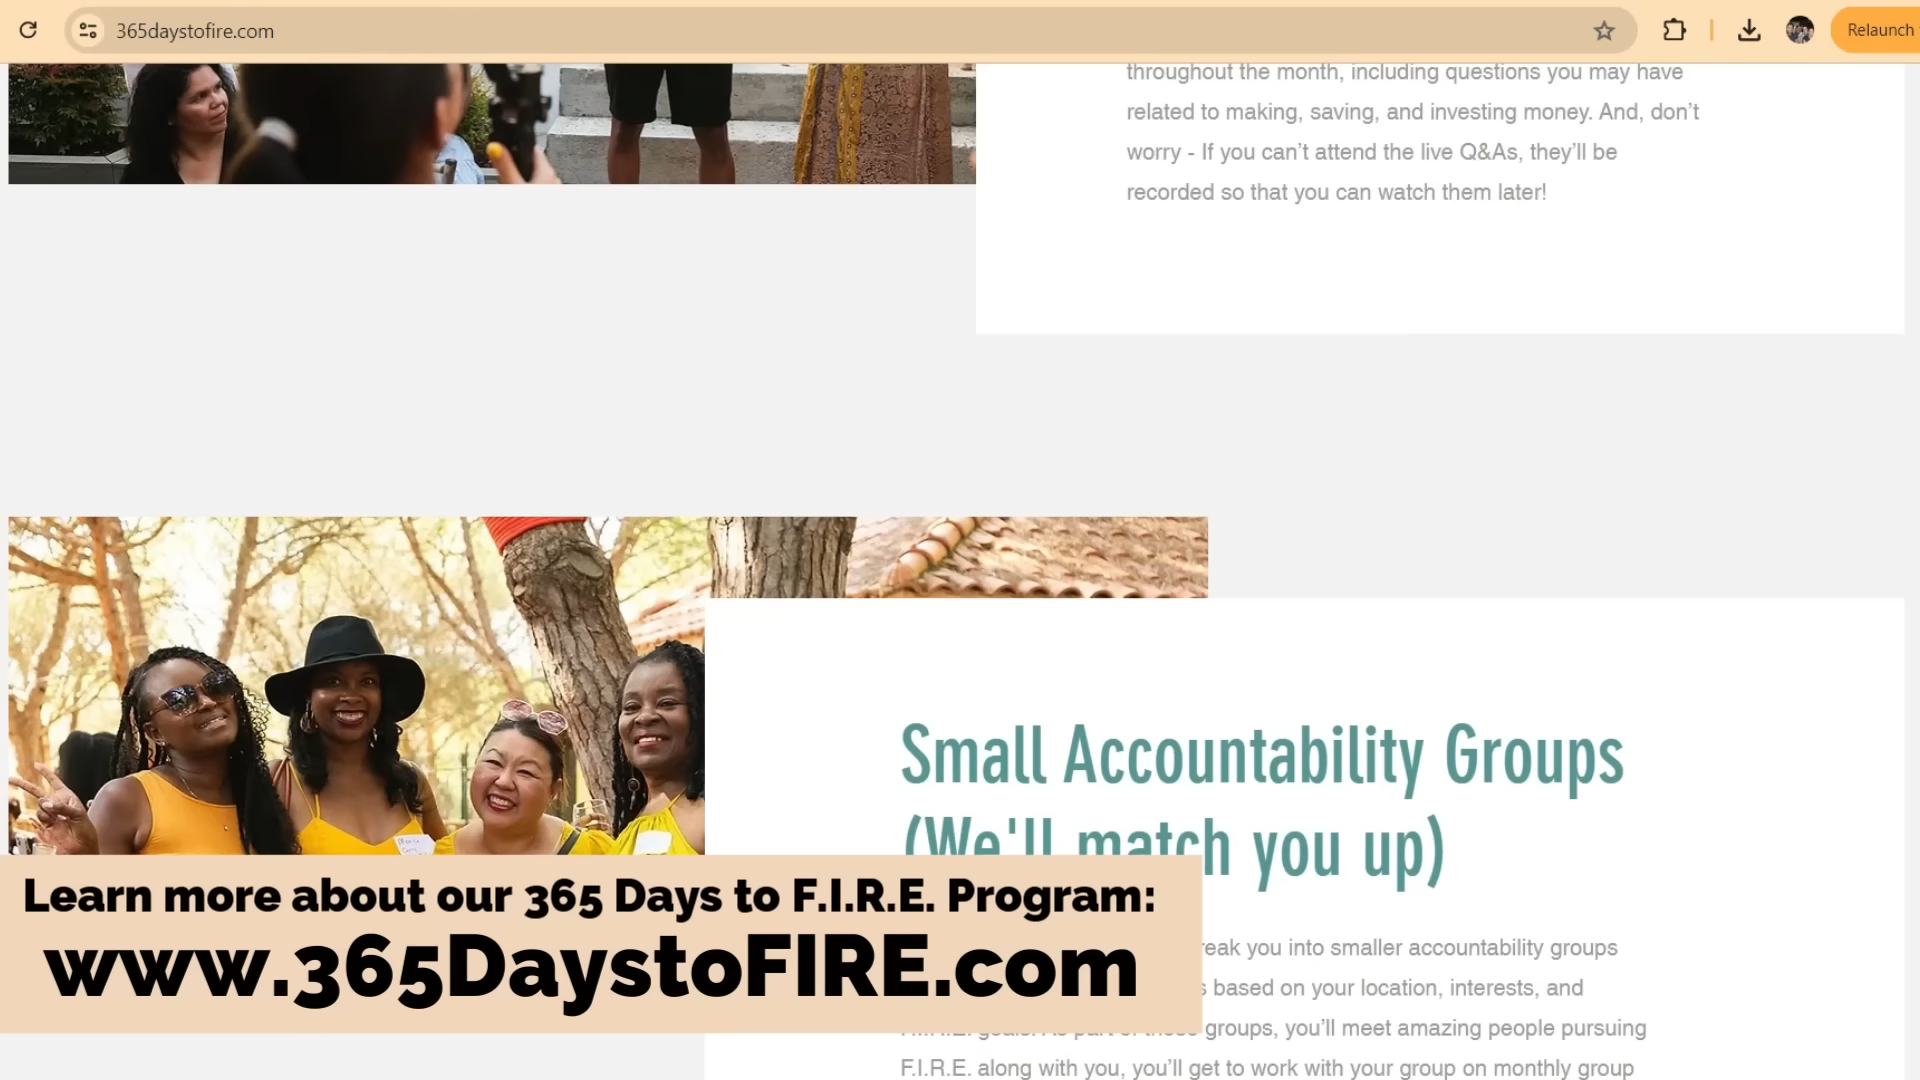 365daystofire.com
Relaunch
throughout the month, including questions you may have
related to making, saving, and investing money. And, don’t
worry - If you can’t attend the live Q&As, they’ll be
recorded so that you can watch them later!
Small Accountability Groups
(We'll match you up)
Learn more about our 365 Days to F.I.R.E. Program:
www.365DaystoFIRE.com
reak you into smaller accountability groups
based on your location, interests, and
groups, you’ll meet amazing people pursuing
F.I.R.E. along with you, you’ll get to work with your group on monthly group